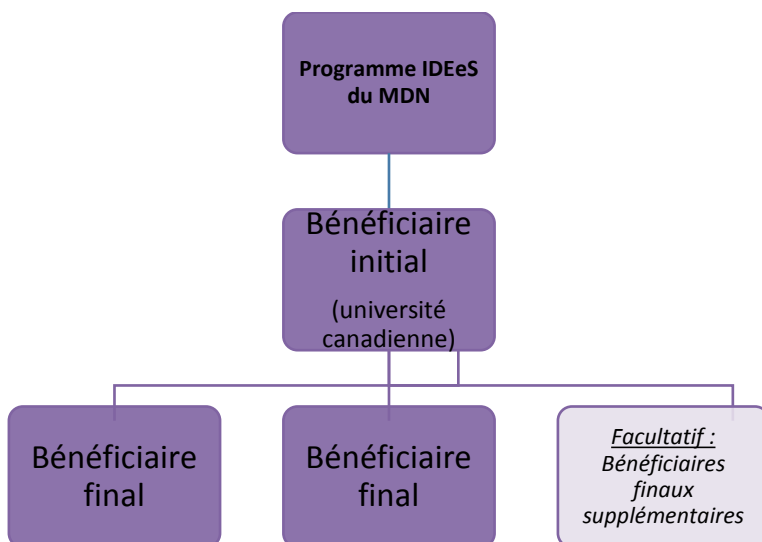 Programme IDEeS
du MDN
Bénéficiaire
initial
(université
canadienne)
Bénéficiaire
final
Bénéficiaire
final
Facultatif :
Bénéficiaires
finaux
supplémentaires